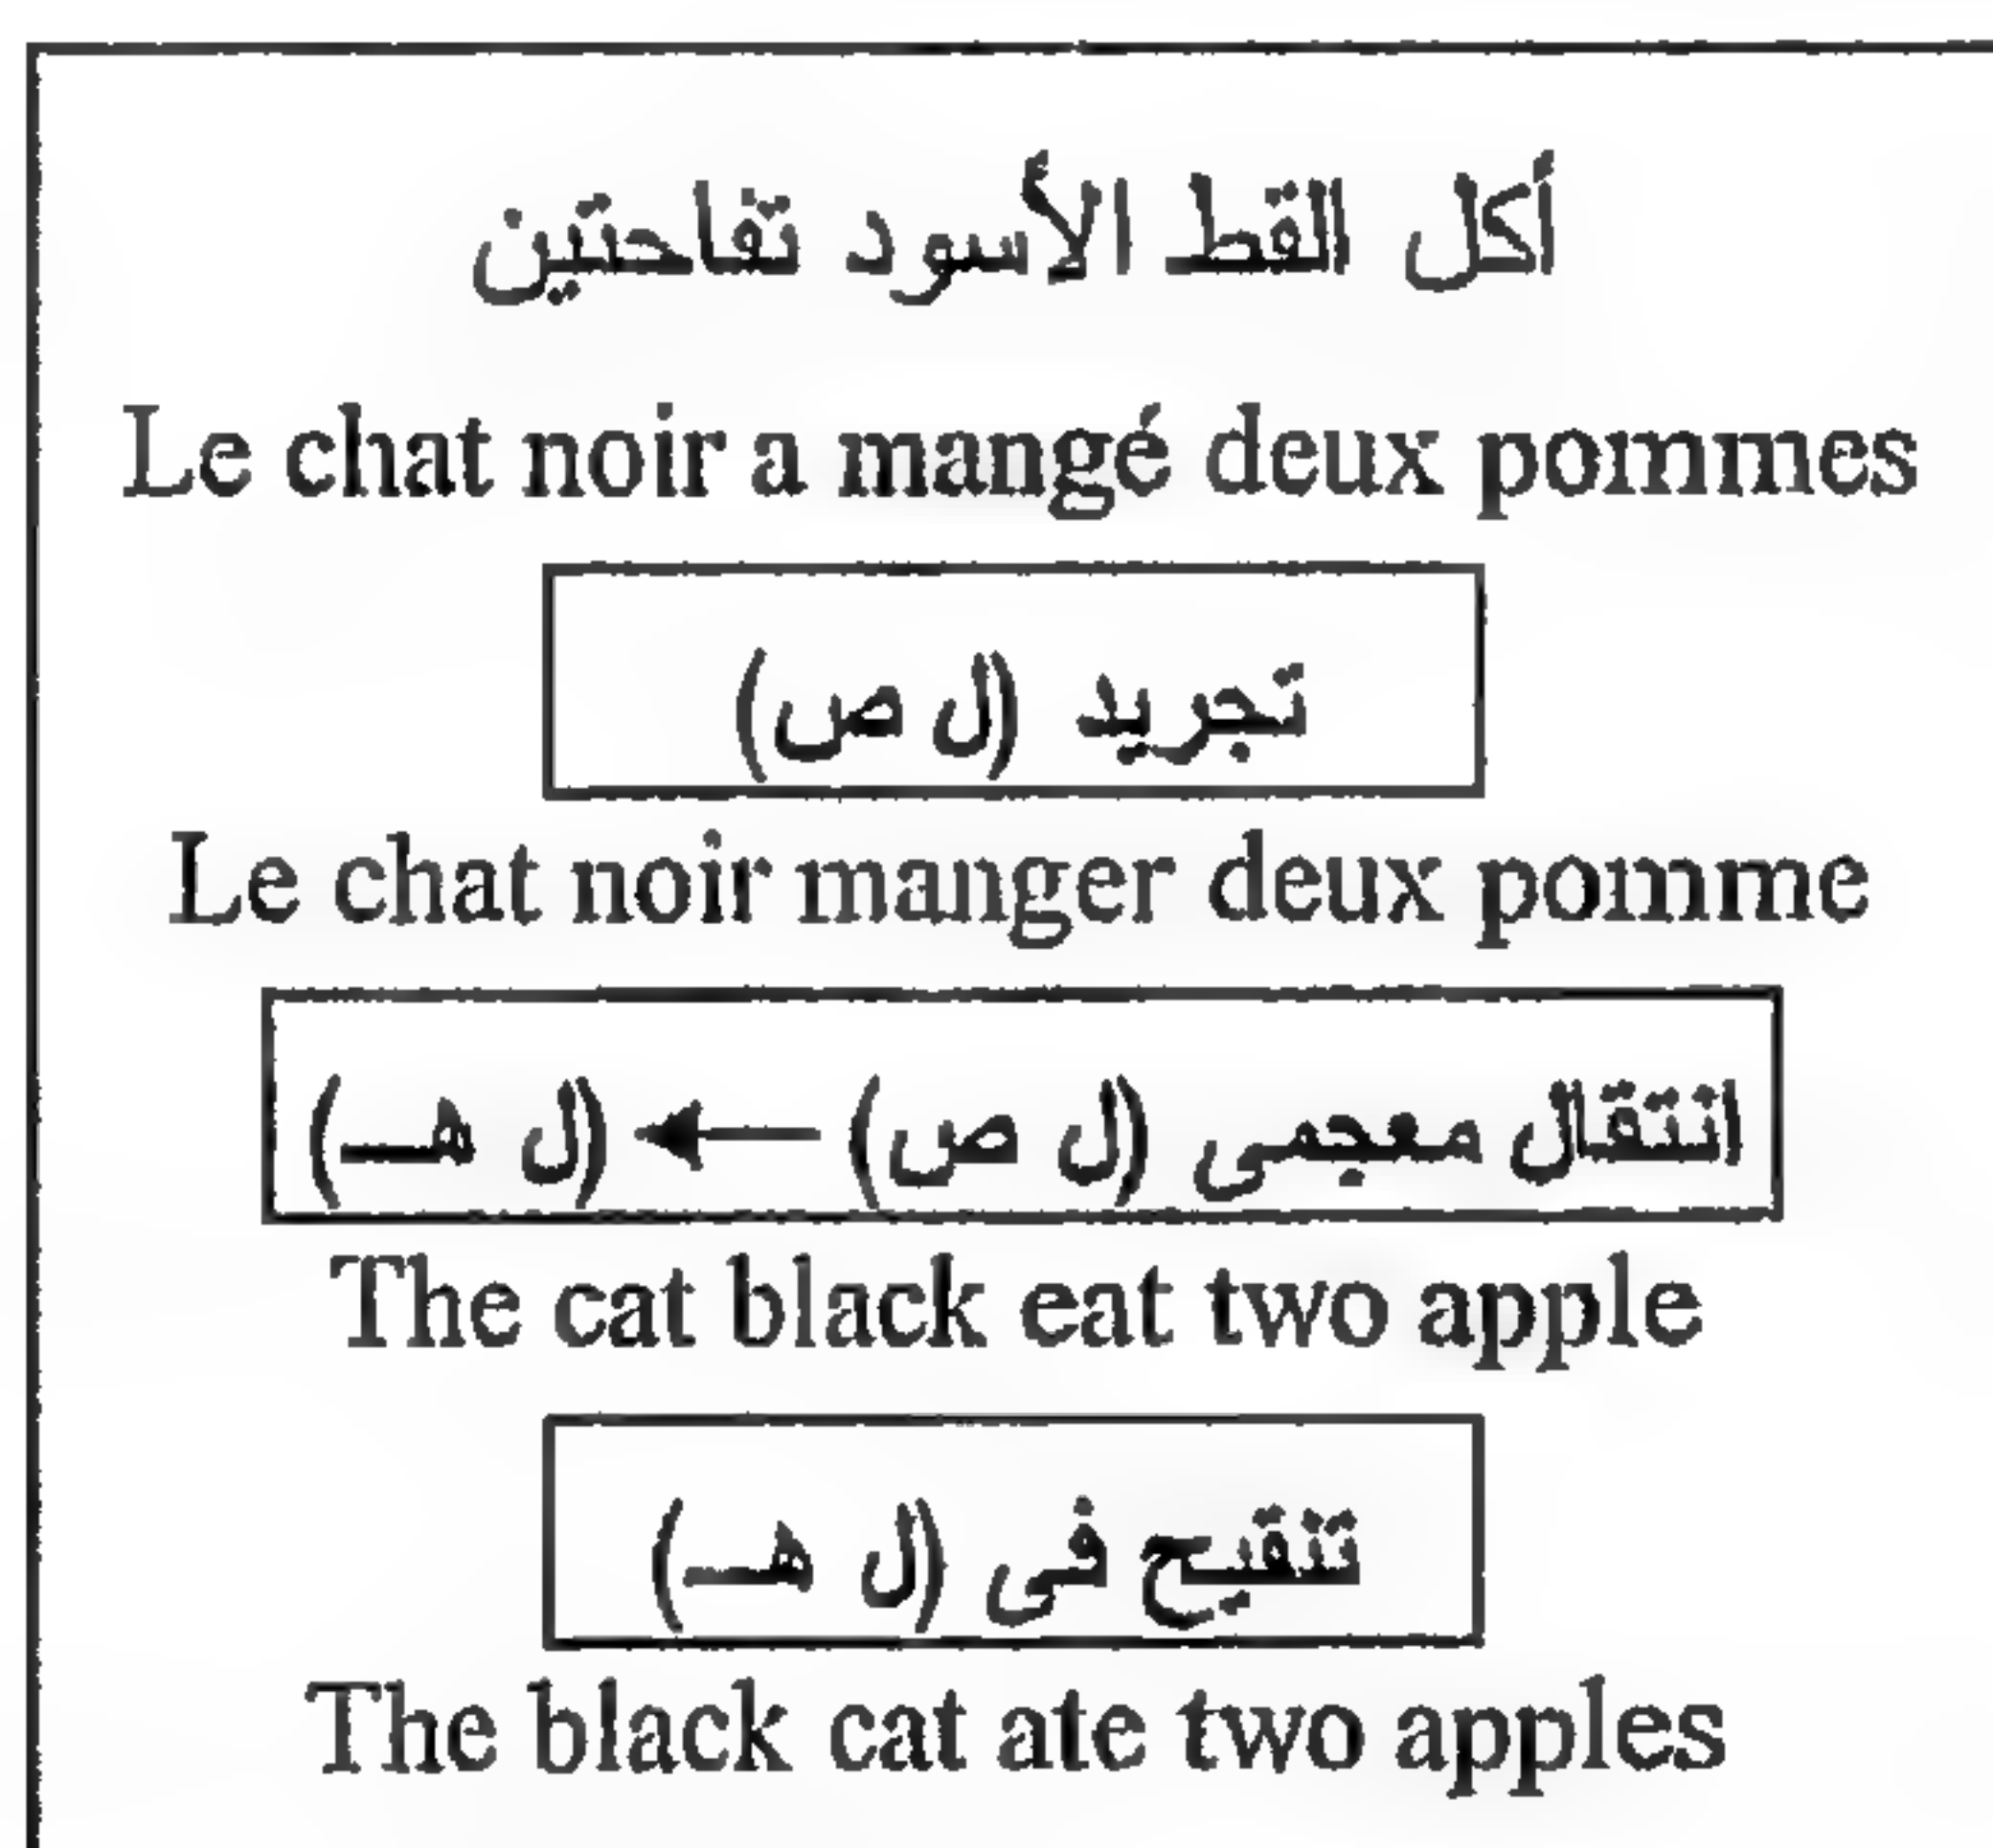 أكل القط الأسود تفاحتين
Le chat noir a mangé deux pommes
تجريد (ل ص)
Le chat noir manger deux pomme
انتقال معجمى (ل ص) ← (ل هـ)
The cat black eat two apple
تنقيح فى (ل هـ)
The black cat ate two apples